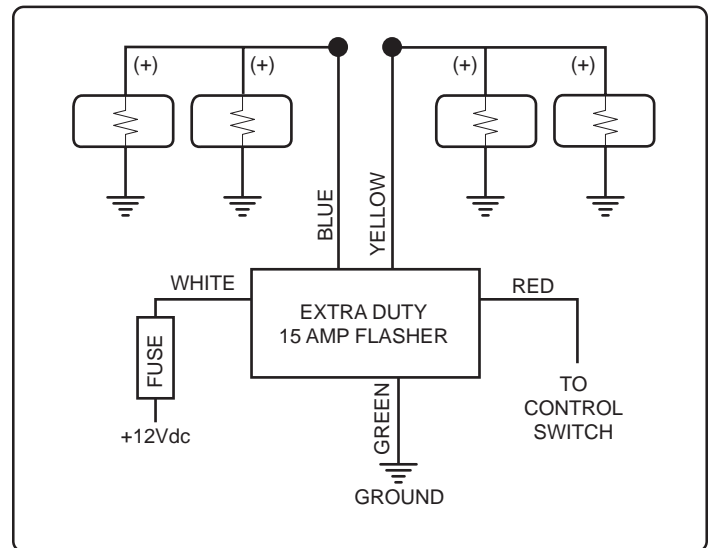 (+) (+) (+) (+)
BLUE
YELLOW
WHITE
RED
EXTRA DUTY
15 AMP FLASHER
FUSE
+12Vdc
GREEN
GROUND
TO
CONTROL
SWITCH